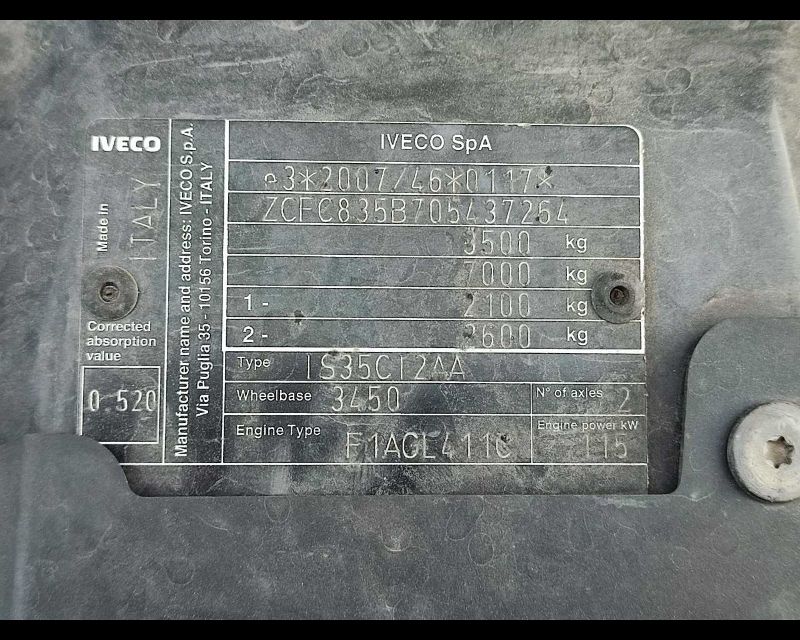 IVECO
Made in
ITALY
Corrected
absorption
value
0.520
Manufacturer name and address: IVECO S.p.A.
Via Puglia 35 - 10156 Torino - ITALY
IVECO SpA
e3*2007/46*0117*
ZCFC835B705437264
3500 kg
7000 kg
1 - 2100 kg
2 - 2600 kg
Type IS35CI2AA
Wheelbase 3450
N° of axles 2
Engine Type F1AGL411C
Engine power kW 115